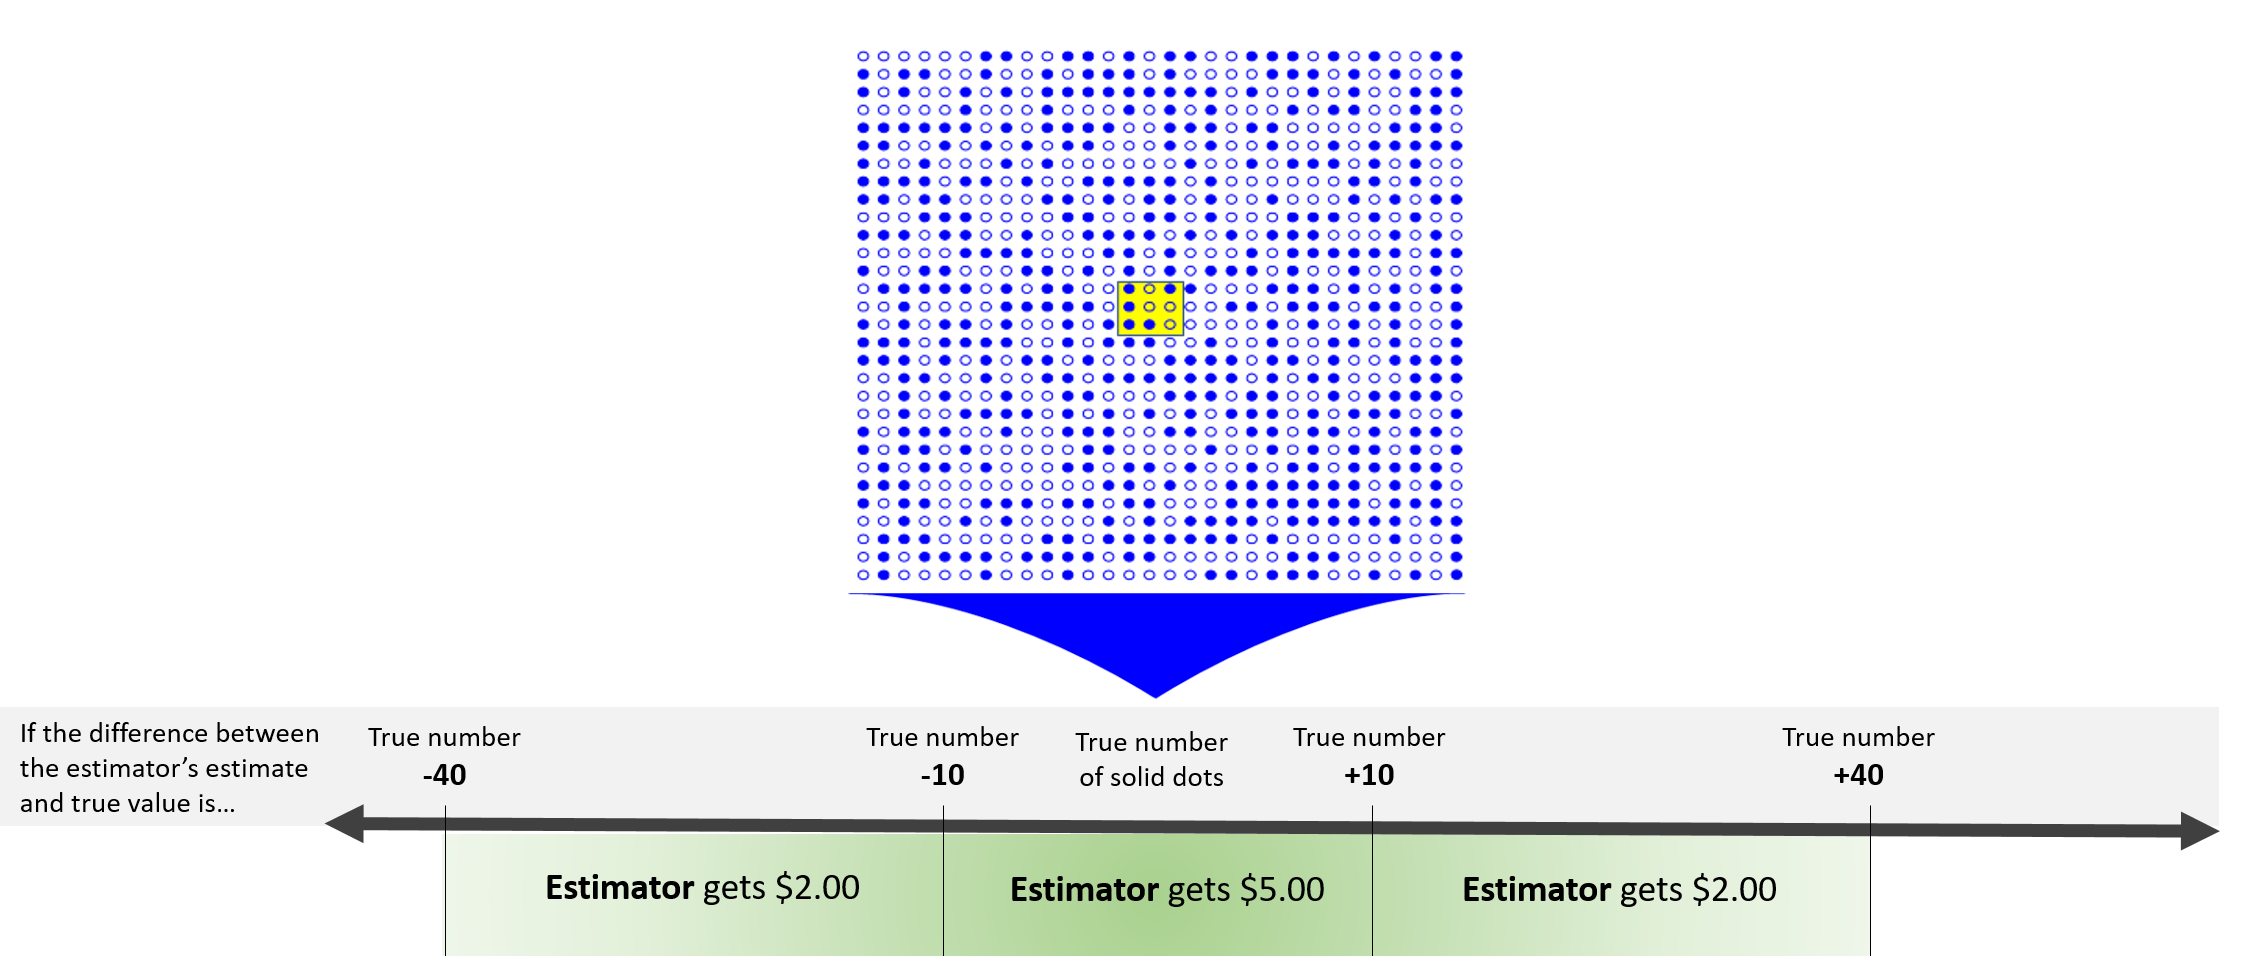 If the difference between
the estimator’s estimate
and true value is...
True number
-40
True number
-10
True number
of solid dots
True number
+10
True number
+40
Estimator gets $2.00
Estimator gets $5.00
Estimator gets $2.00